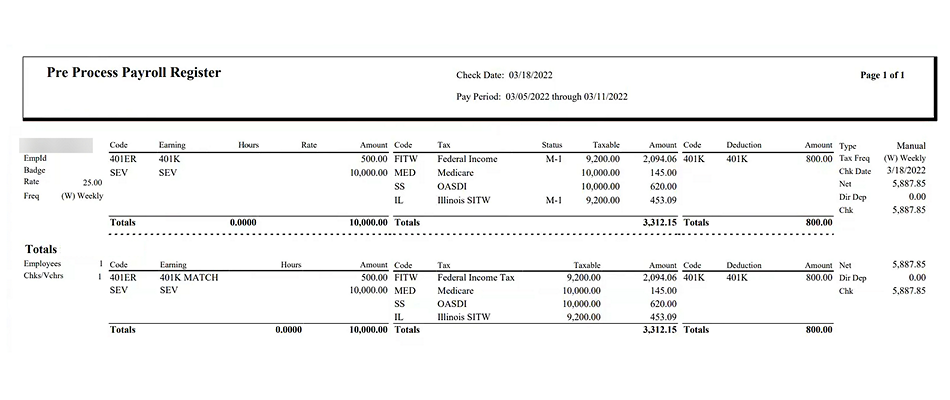 Pre Process Payroll Register Check Date: 03/18/2022 Page 1 of 1
Pay Period: 03/05/2022 through 03/11/2022
Code Earning Hours Rate Amount Code Tax Status Taxable Amount Code Deduction Amount Type Manual
EmpId 401ER 401K 500.00 FITW Federal Income M-1 9,200.00 2,094.06 401K 401K 800.00 Tax Freq (W) Weekly
Badge SEV SEV 10,000.00 MED Medicare 10,000.00 145.00 Chk Date 3/18/2022
Rate 25.00 SS OASDI 10,000.00 620.00 Net 5,887.85
Freq (W) Weekly IL Illinois SITW M-1 9,200.00 453.09 Dir Dep 0.00
Chk 5,887.85
Totals 0.0000 10,000.00 Totals 3,312.15 Totals 800.00
Totals
Employees 1 Code Earning Hours Amount Code Tax Taxable Amount Code Deduction Amount Net 5,887.85
Chks/Vchrs 1 401ER 401K MATCH 500.00 FITW Federal Income Tax 9,200.00 2,094.06 401K 401K 800.00 Dir Dep 0.00
SEV SEV 10,000.00 MED Medicare 10,000.00 145.00 Chk 5,887.85
SS OASDI 10,000.00 620.00
IL Illinois SITW 9,200.00 453.09
Totals 0.0000 10,000.00 Totals 3,312.15 Totals 800.00